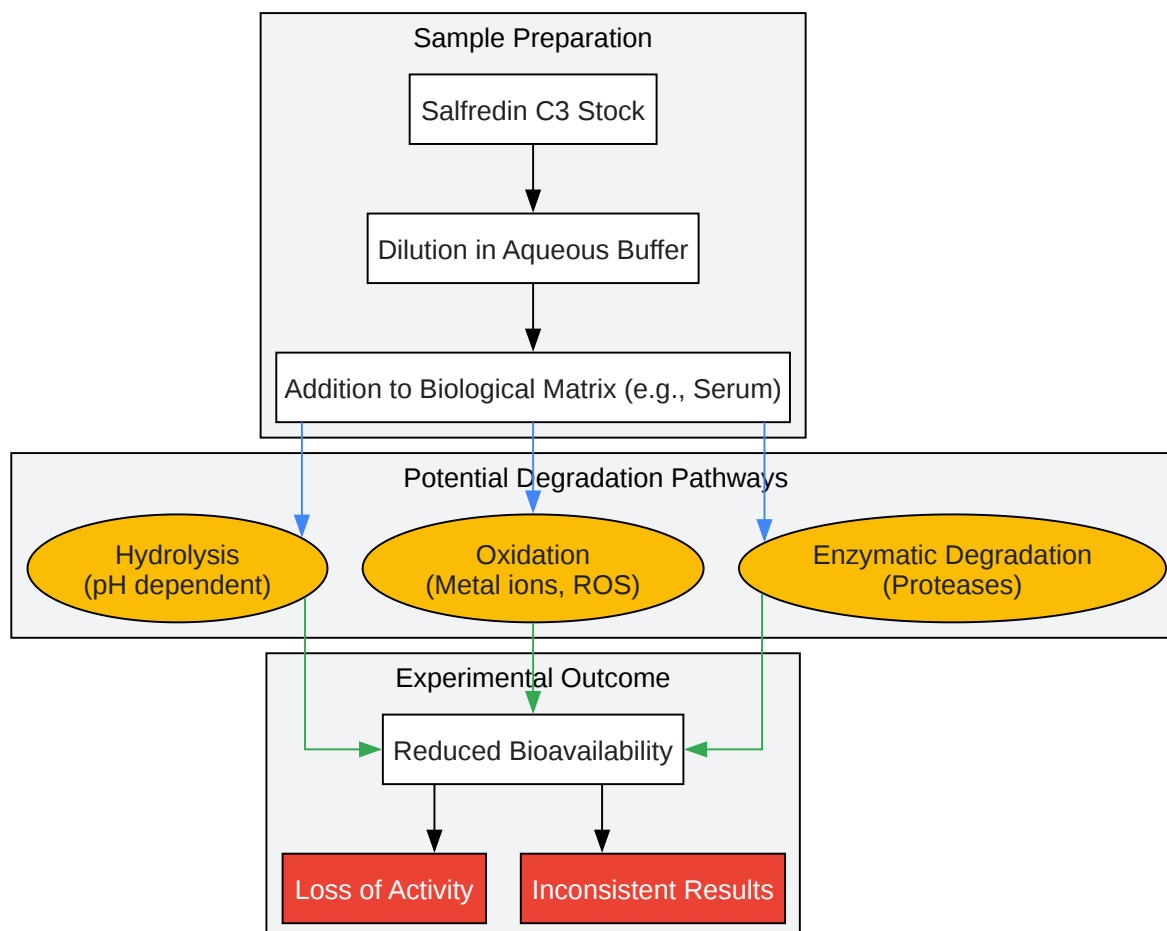 Sample Preparation
Salfredin C3 Stock
Dilution in Aqueous Buffer
Addition to Biological Matrix (e.g., Serum)
Potential Degradation Pathways
Hydrolysis
(pH dependent)
Oxidation
(Metal ions, ROS)
Enzymatic Degradation
(Proteases)
Experimental Outcome
Reduced Bioavailability
Loss of Activity
Inconsistent Results